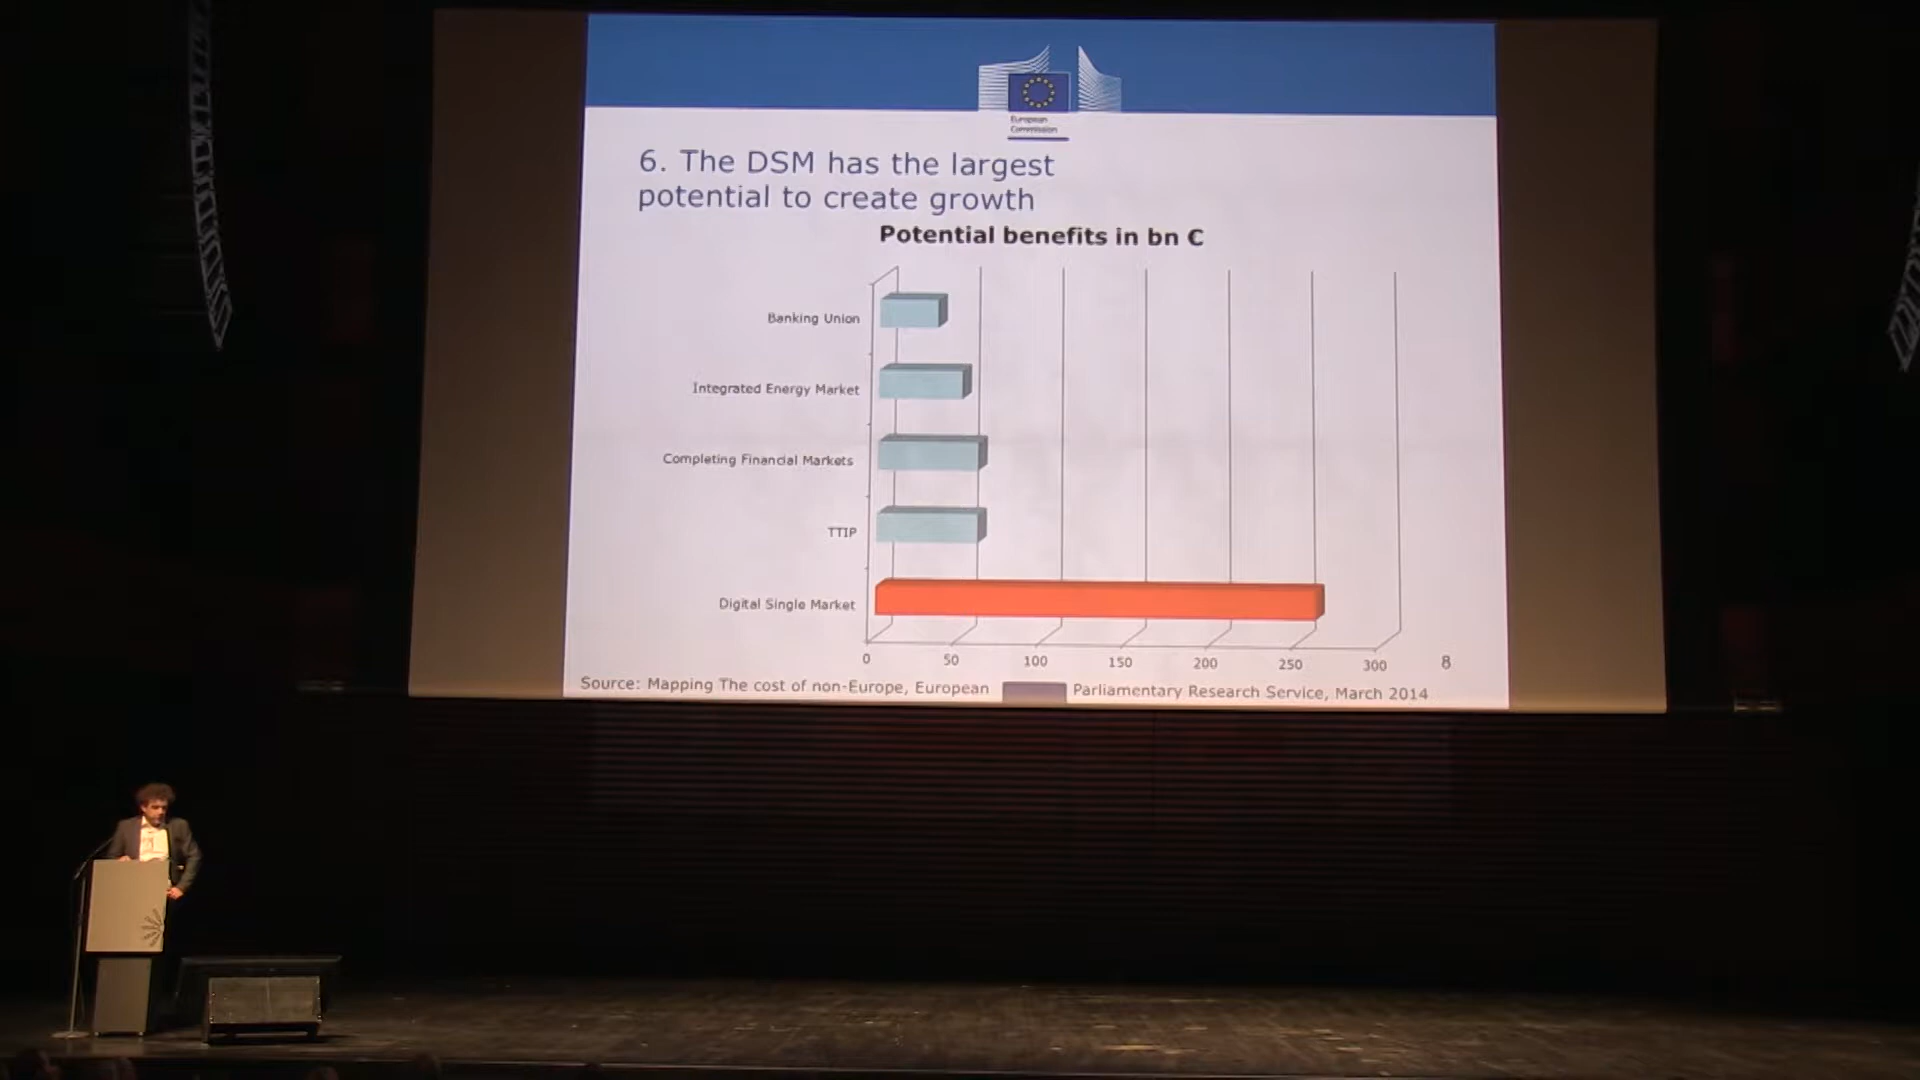 European
Commission
6. The DSM has the largest
potential to create growth
Potential benefits in bn €
Banking Union
Integrated Energy Market
Completing Financial Markets
TTIP
Digital Single Market
0 50 100 150 200 250 300
8
Source: Mapping The cost of non-Europe, European Parliamentary Research Service, March 2014